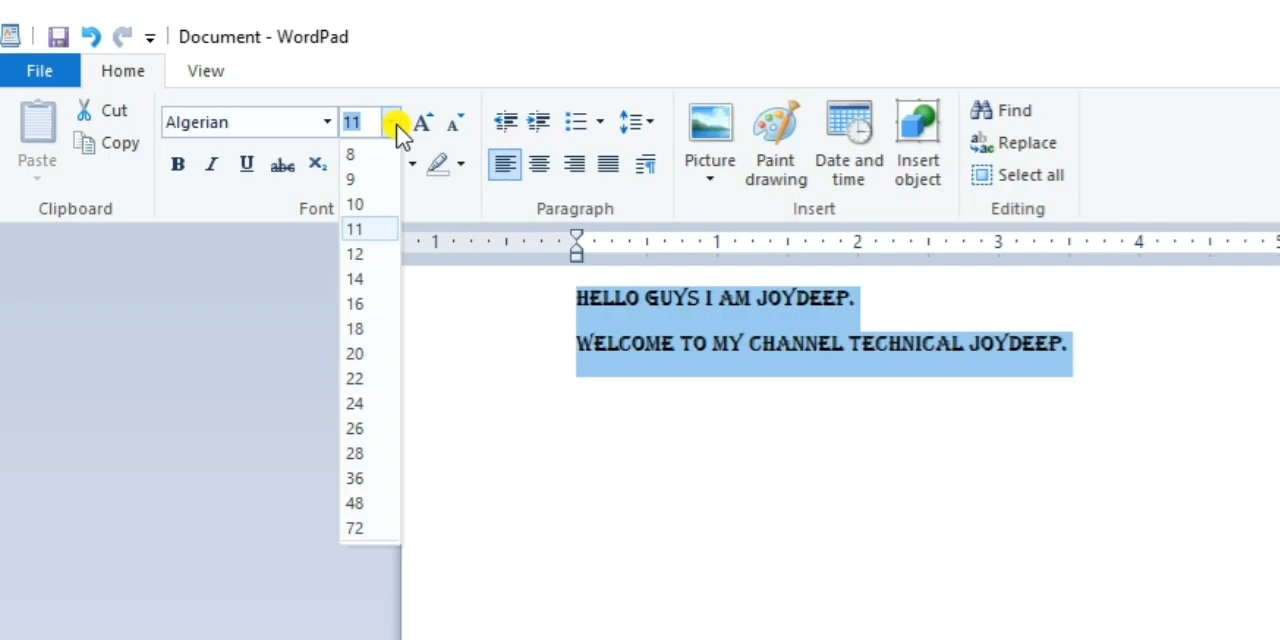 Document - WordPad
File Home View
Cut
Copy
Paste
Clipboard
Algerian 11
B I U abc X₂
Font
8
9
10
11
12
14
16
18
20
22
24
26
28
36
48
72
Paragraph
Picture
Paint drawing
Date and time
Insert object
Insert
Find
Replace
Select all
Editing
1 1 2 3 4 5
HELLO GUYS I AM JOYDEEP.
WELCOME TO MY CHANNEL TECHNICAL JOYDEEP.